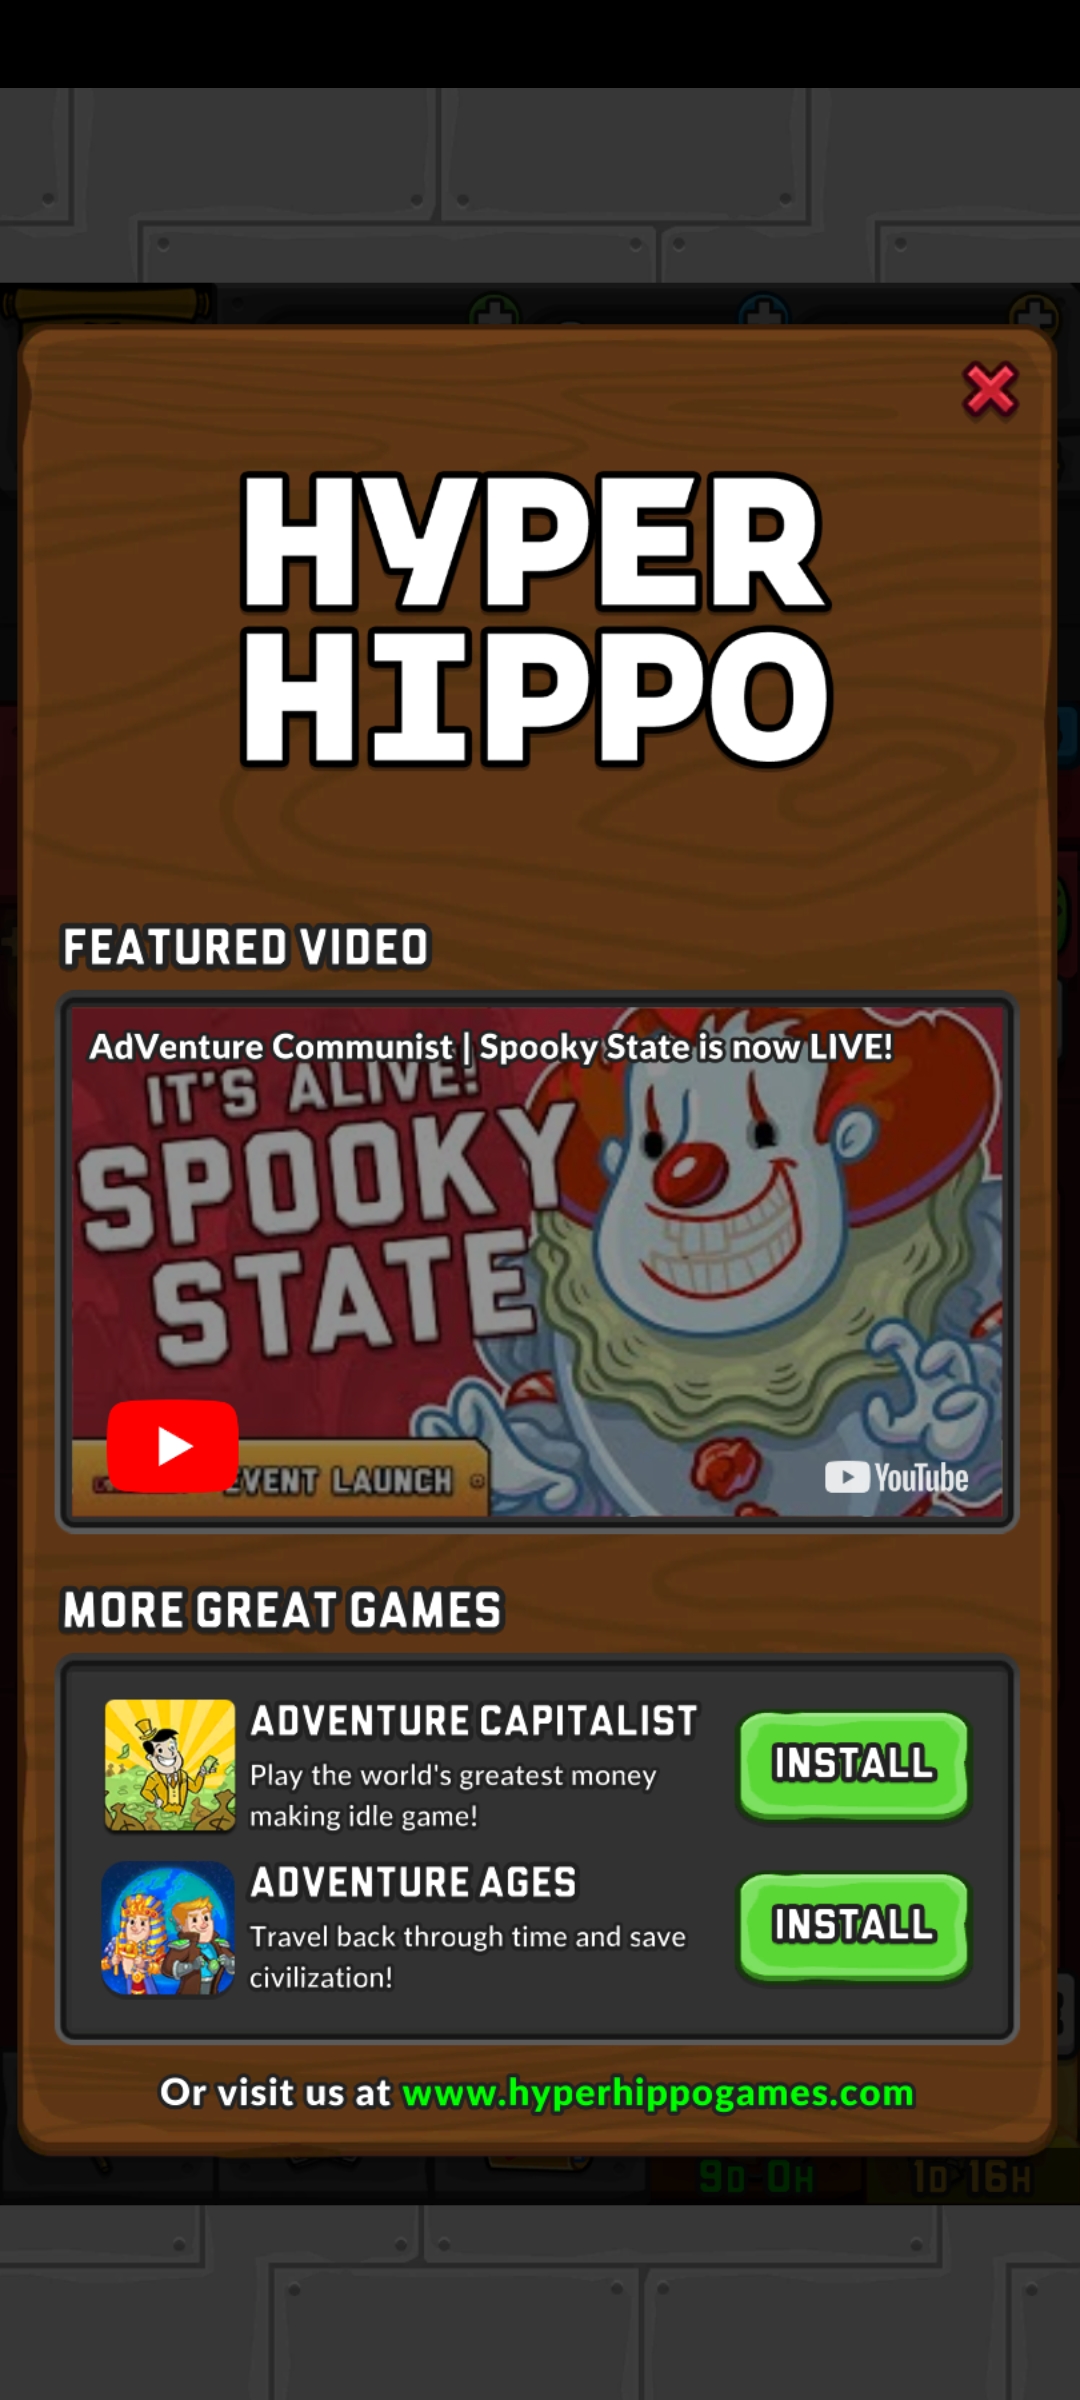 HYPER
HIPPO
FEATURED VIDEO
AdVenture Communist | Spooky State is now LIVE!
IT'S ALIVE!
SPOOKY
STATE
EVENT LAUNCH
YouTube
MORE GREAT GAMES
ADVENTURE CAPITALIST
Play the world's greatest money
making idle game!
INSTALL
ADVENTURE AGES
Travel back through time and save
civilization!
INSTALL
Or visit us at www.hyperhippogames.com
9D 0H
1D 16H